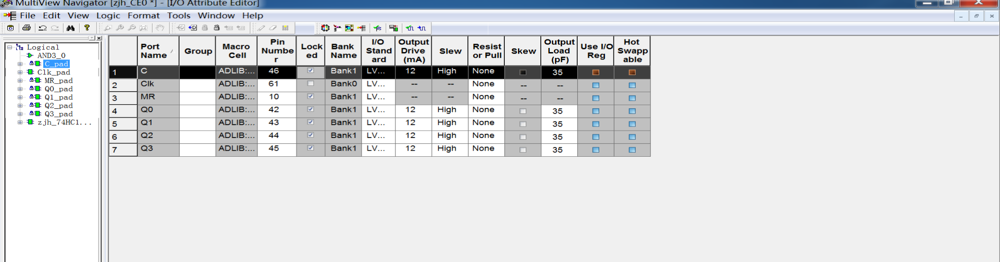 MultiView Navigator [zjh_CE0 *] - [I/O Attribute Editor]
File Edit View Logic Format Tools Window Help
Logical
AND3_0
C_pad
Clk_pad
MR_pad
Q0_pad
Q1_pad
Q2_pad
Q3_pad
zjh_74HC1...
Port Name Group Macro Cell Pin Number Locked Bank Name I/O Standard Output Drive (mA) Slew Resistor Pull Skew Output Load (pF) Use I/O Reg Hot Swappable
1 C ADLIB:... 46 Bank1 LV... 12 High None 35
2 Clk ADLIB:... 61 Bank0 LV... -- -- None -- --
3 MR ADLIB:... 10 Bank1 LV... -- -- None -- --
4 Q0 ADLIB:... 42 Bank1 LV... 12 High None 35
5 Q1 ADLIB:... 43 Bank1 LV... 12 High None 35
6 Q2 ADLIB:... 44 Bank1 LV... 12 High None 35
7 Q3 ADLIB:... 45 Bank1 LV... 12 High None 35